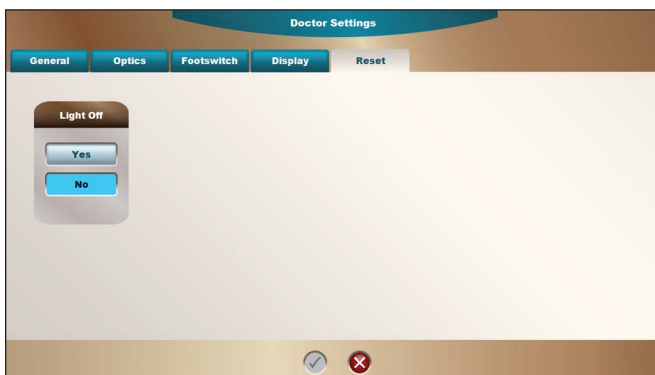 Doctor Settings
General Optics Footswitch Display Reset
Light Off
Yes
No